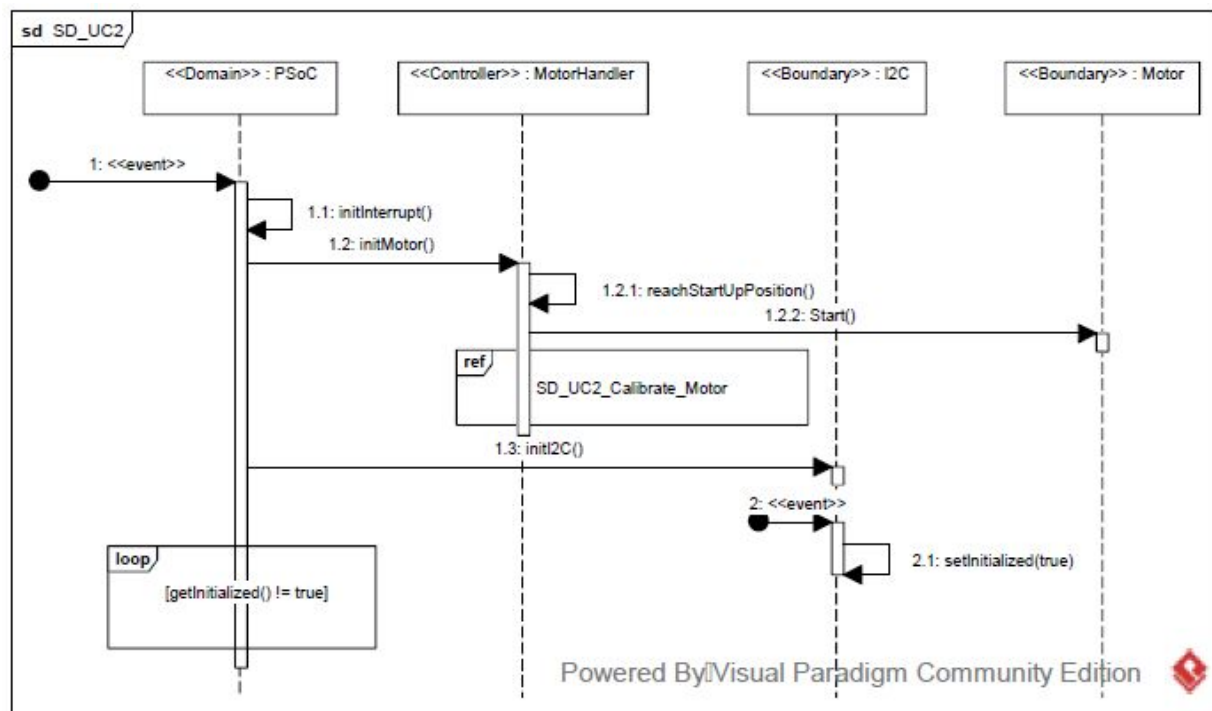 sd SD_UC2
<<Domain>> : PSoC
<<Controller>> : MotorHandler
<<Boundary>> : I2C
<<Boundary>> : Motor
1: <<event>>
1.1: initInterrupt()
1.2: initMotor()
1.2.1: reachStartUpPosition()
1.2.2: Start()
ref
SD_UC2_Calibrate_Motor
1.3: initI2C()
2: <<event>>
loop
[getInitialized() != true]
2.1: setInitialized(true)
Powered By Visual Paradigm Community Edition